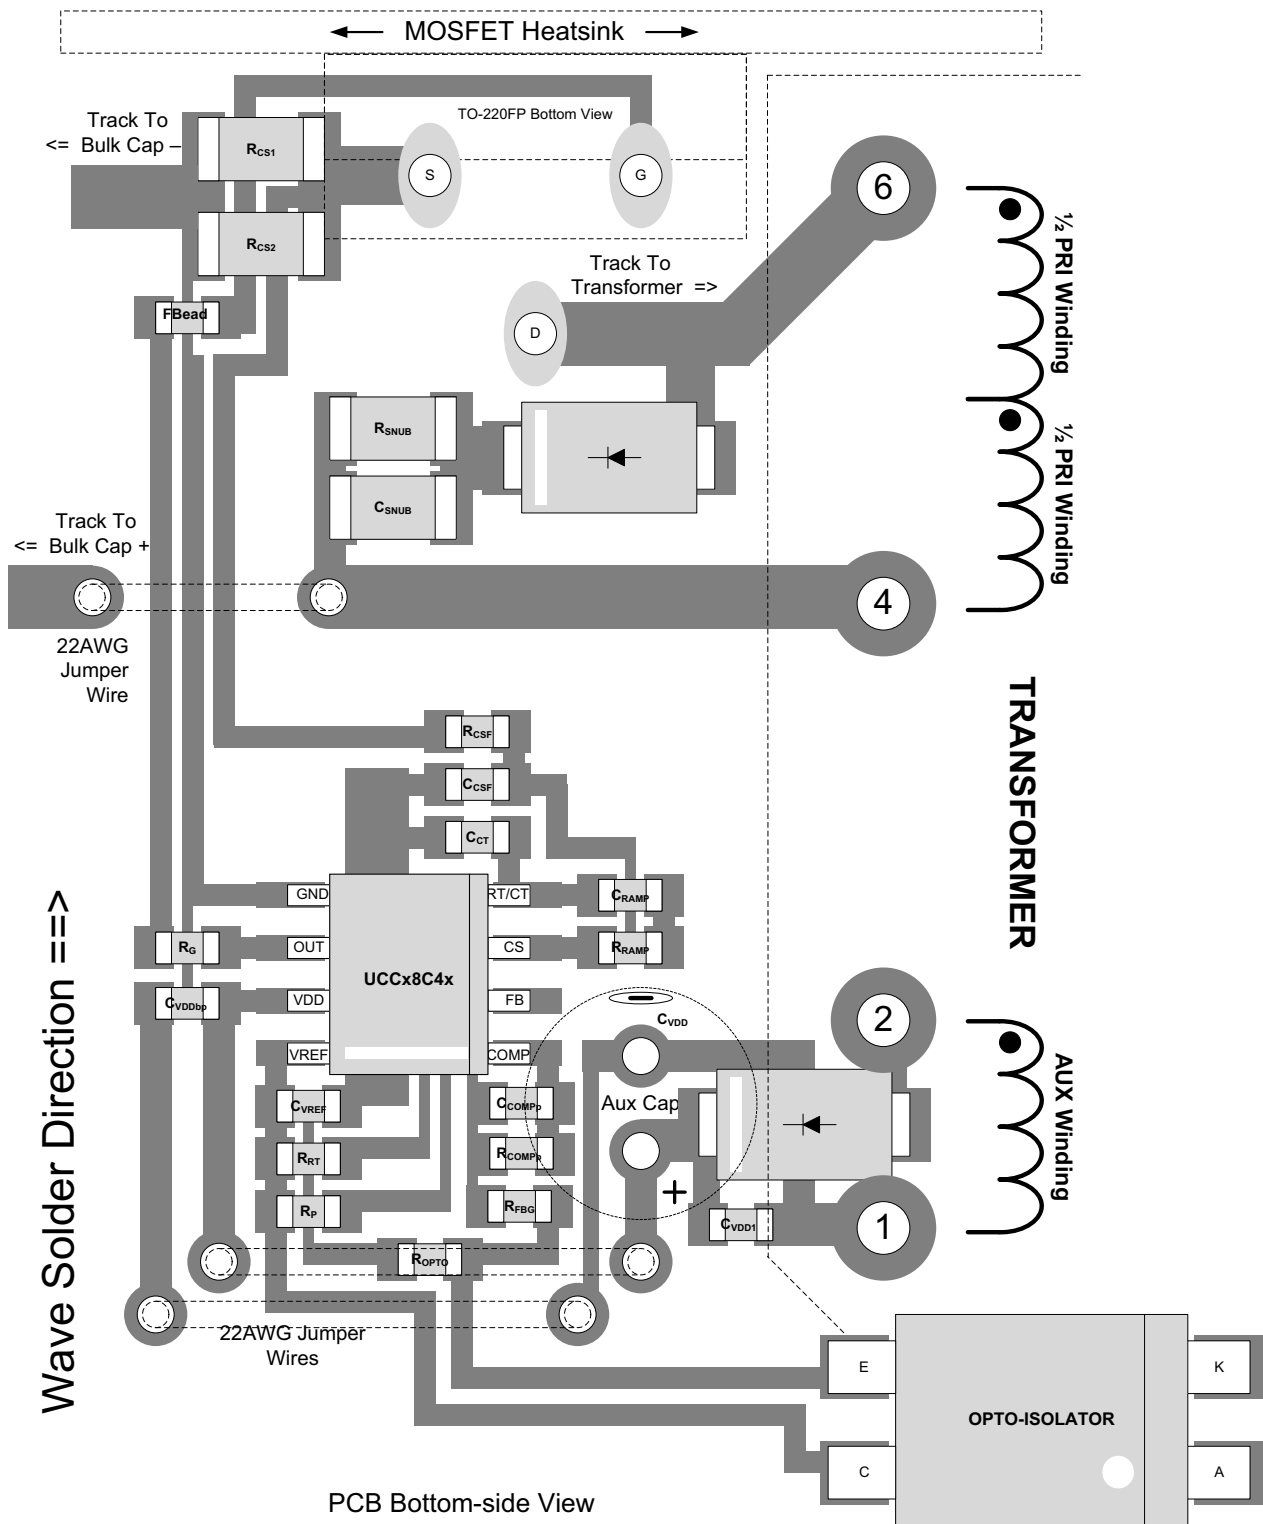 MOSFET Heatsink
Track To
<= Bulk Cap –
TO-220FP Bottom View
RCS1
S
G
6
RCS2
½ PRI Winding
Track To
Transformer =>
FBead
D
RSNUB
½ PRI Winding
CSNUB
Track To
<= Bulk Cap +
4
22AWG
Jumper
Wire
TRANSFORMER
RCSF
CCSF
CCT
GND
RT/CT
CRAMP
RG
OUT
CS
RRAMP
UCCx8C4x
CVDDbp
VDD
FB
CVDD
2
VREF
COMP
AUX Winding
CVREF
CCOMPp
Aux Cap
RRT
RCOMPp
+
RP
RFBG
CVDD1
1
ROPTO
22AWG Jumper
Wires
Wave Solder Direction ==>
E
K
OPTO-ISOLATOR
C
A
PCB Bottom-side View